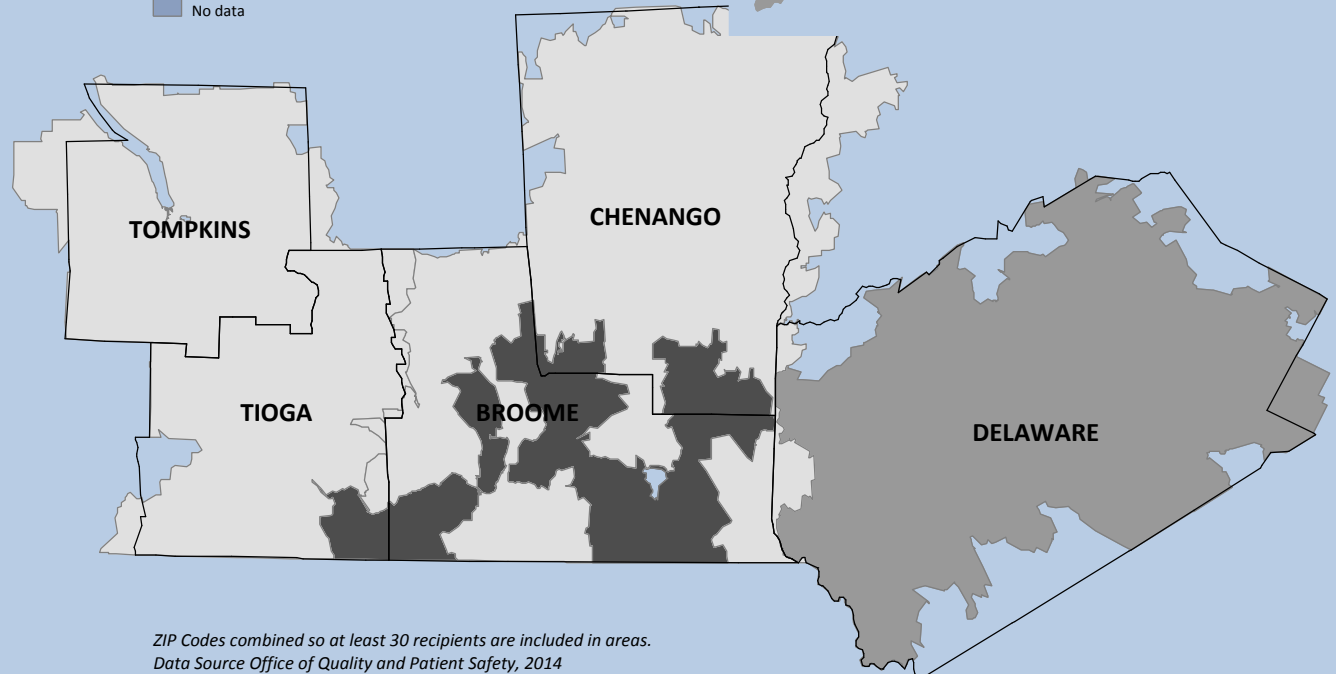 No data
CHENANGO
TOMPKINS
TIOGA
BROOME
DELAWARE
ZIP Codes combined so at least 30 recipients are included in areas.
Data Source Office of Quality and Patient Safety, 2014